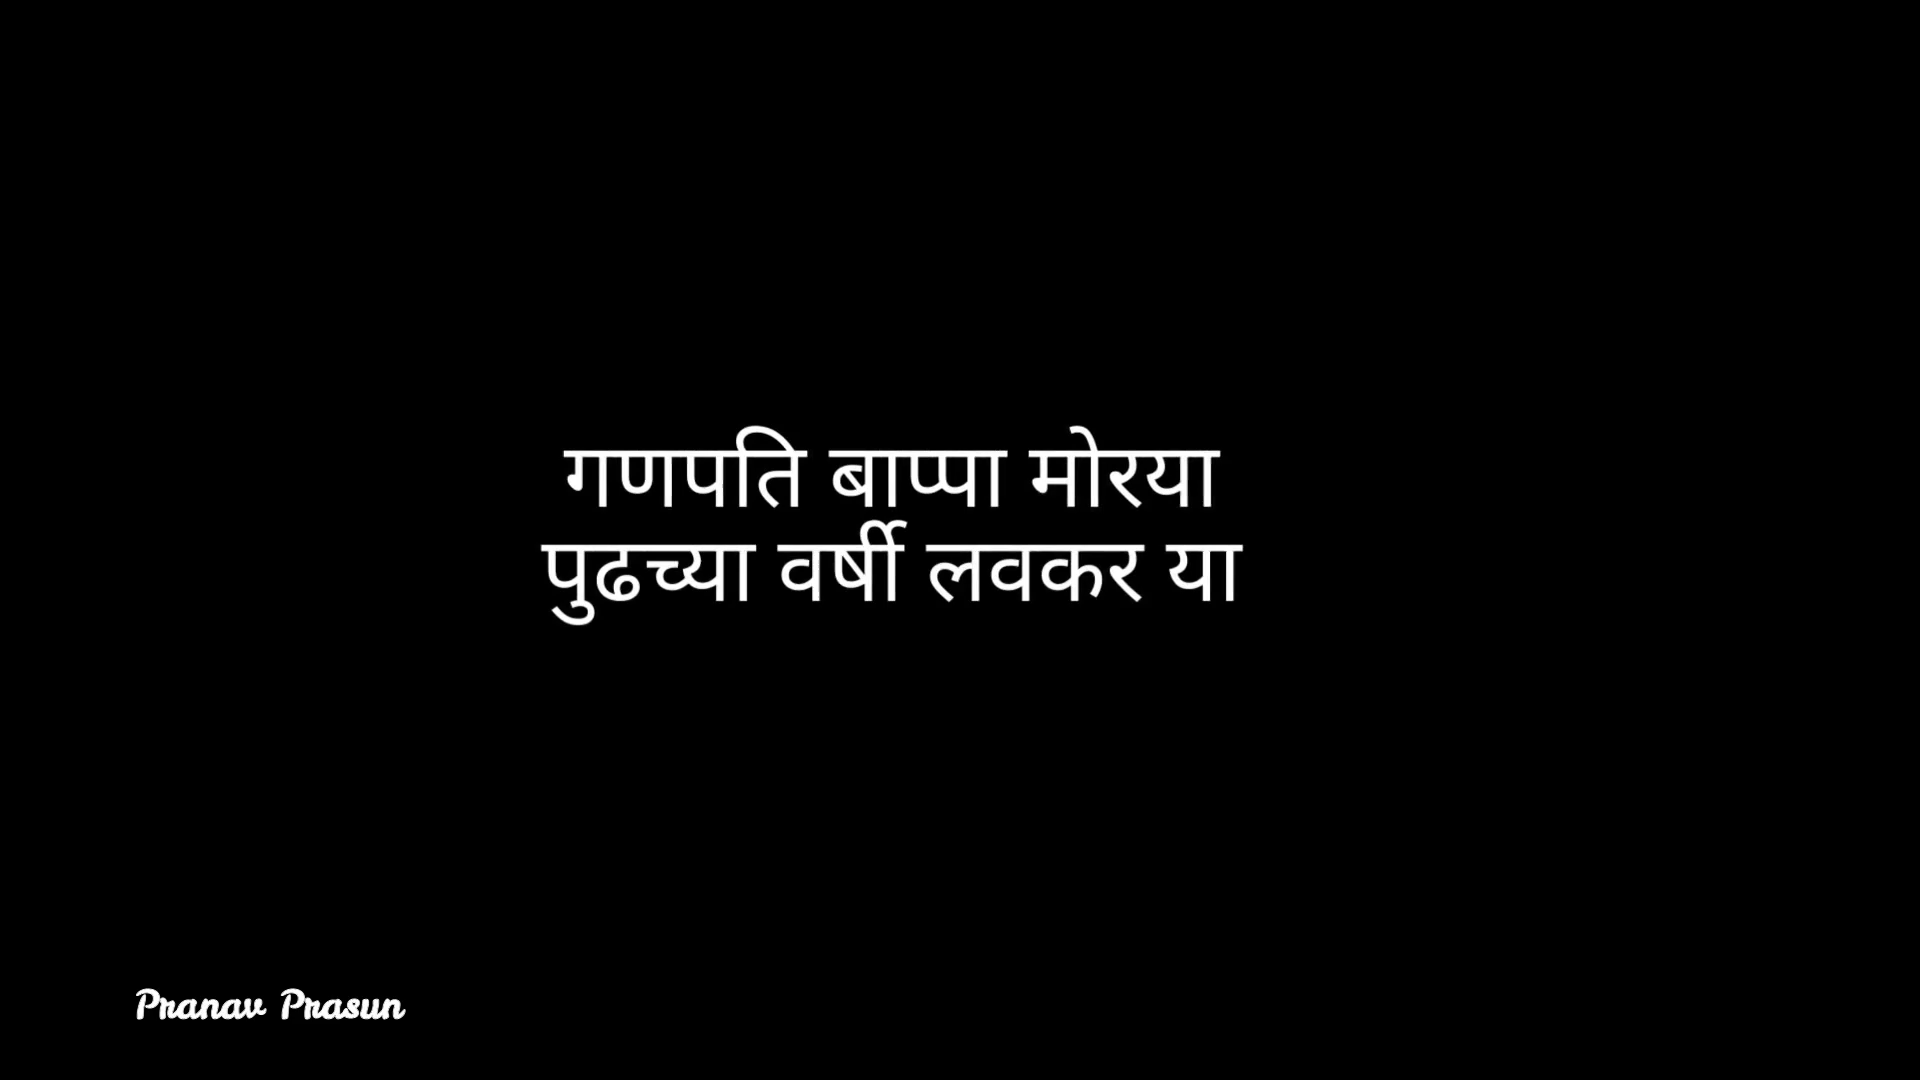 गणपति बाप्पा मोरया
पुढच्या वर्षी लवकर या
Pranav Prasun